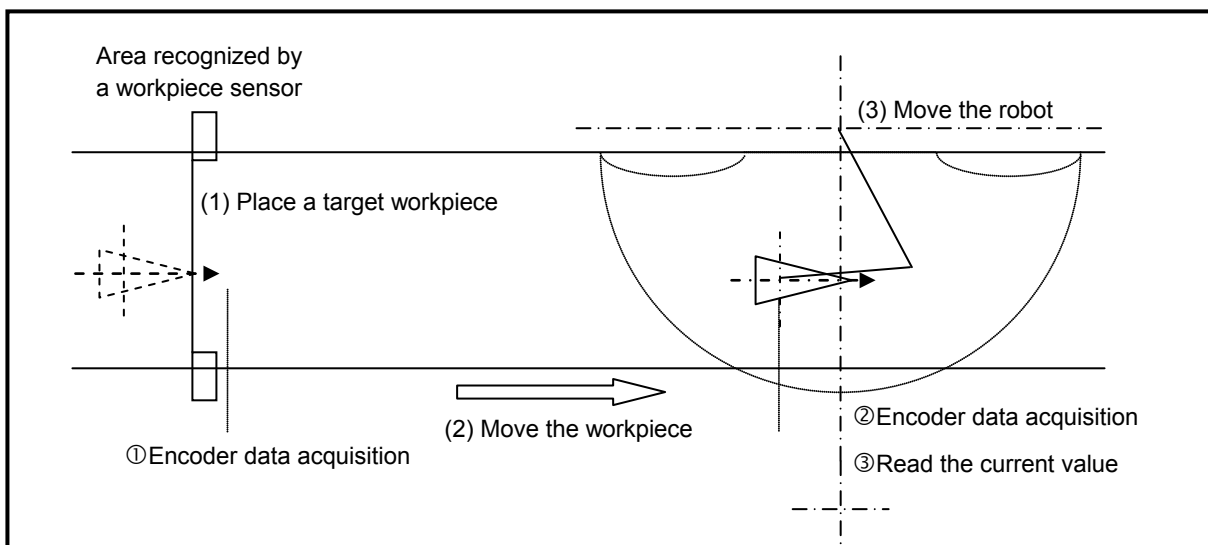 Area recognized by
a workpiece sensor
(3) Move the robot
(1) Place a target workpiece
(2) Move the workpiece
①Encoder data acquisition
②Encoder data acquisition
③Read the current value